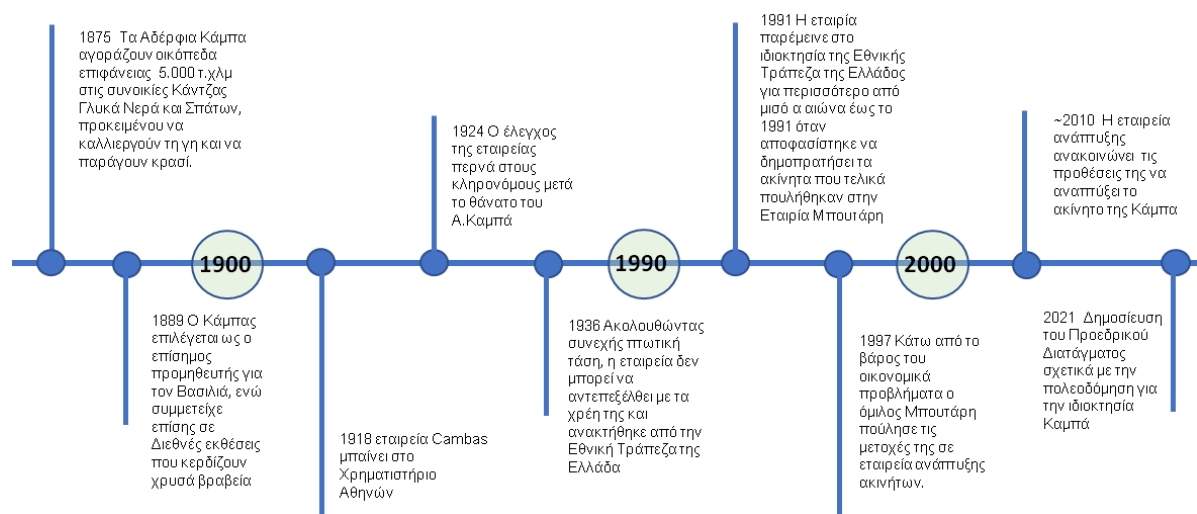 1875 Τα Αδέρφια Κάμπα
αγοράζουν οικόπεδα
επιφάνειας 5.000 τ.χλμ
στις συνοικίες Κάντζας
Γλυκά Νερά και Σπάτων,
προκειμένου να
καλλιεργούν τη γη και να
παράγουν κρασί.
1889 Ο Κάμπας
επιλέγεται ως ο
επίσημος
προμηθευτής για
τον Βασιλιά, ενώ
συμμετείχε
επίσης σε
Διεθνές εκθέσεις
που κερδίζουν
χρυσά βραβεία
1900
1918 εταιρεία Cambas
μπαίνει στο
Χρηματιστήριο
Αθηνών
1924 Ο έλεγχος
της εταιρείας
περνά στους
κληρονόμους μετά
το θάνατο του
Α.Καμπά
1936 Ακολουθώντας
συνεχής πτωτική
τάση, η εταιρεία δεν
μπορεί να
αντεπεξέλθει με τα
χρέη της και
ανακτήθηκε από την
Εθνική Τράπεζα της
Ελλάδα
1990
1991 Η εταιρία
παρέμεινε στο
ιδιοκτησία της Εθνικής
Τράπεζα της Ελλάδος
για περισσότερο από
μισό α αιώνα έως το
1991 όταν
αποφασίστηκε να
δημοπρατήσει τα
ακίνητα που τελικά
πουλήθηκαν στην
Εταιρία Μπουτάρη
1997 Κάτω από το
βάρος του
οικονομικά
προβλήματα ο
όμιλος Μπουτάρη
πούλησε τις
μετοχές της σε
εταιρεία ανάπτυξης
ακινήτων.
2000
~2010 Η εταιρεία
ανάπτυξης
ανακοινώνει τις
προθέσεις της να
αναπτύξει το
ακίνητο της Κάμπα
2021 Δημοσίευση
του Προεδρικού
Διατάγματος
σχετικά με την
πολεοδόμηση για
την ιδιοκτησία
Καμπά